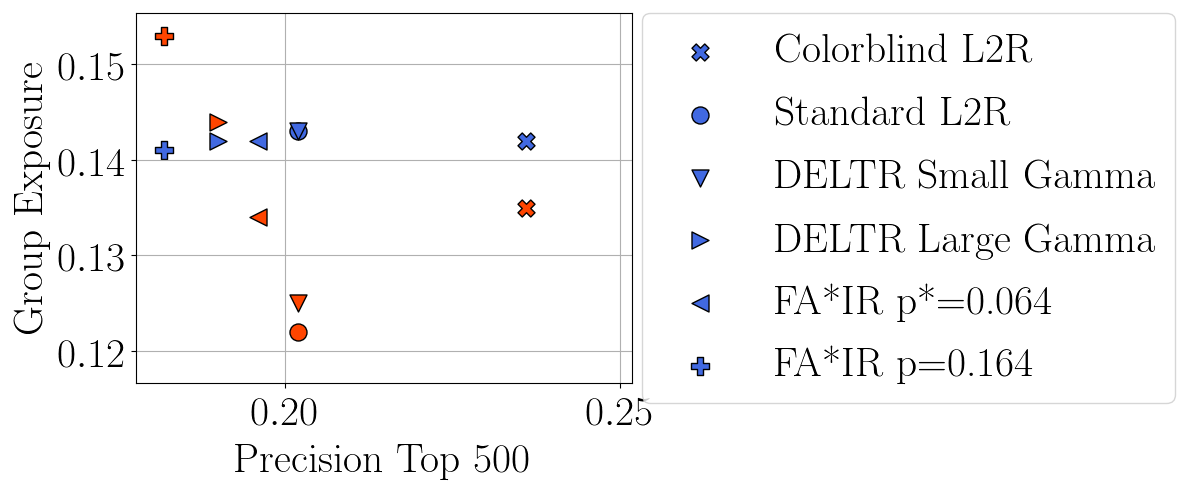 Group Exposure
0.15
0.14
0.13
0.12
0.20
0.25
Precision Top 500
Colorblind L2R
Standard L2R
DELTR Small Gamma
DELTR Large Gamma
FA*IR p*=0.064
FA*IR p=0.164